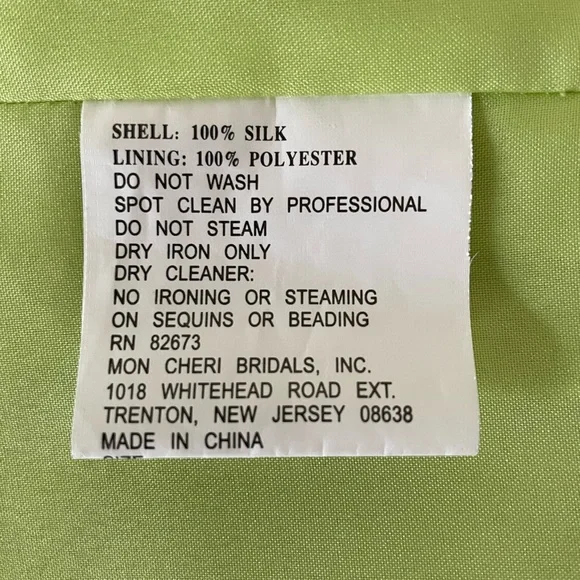 SHELL: 100% SILK
LINING: 100% POLYESTER
DO NOT WASH
SPOT CLEAN BY PROFESSIONAL
DO NOT STEAM
DRY IRON ONLY
DRY CLEANER:
NO IRONING OR STEAMING
ON SEQUINS OR BEADING
RN 82673
MON CHERI BRIDALS, INC.
1018 WHITEHEAD ROAD EXT.
TRENTON, NEW JERSEY 08638
MADE IN CHINA